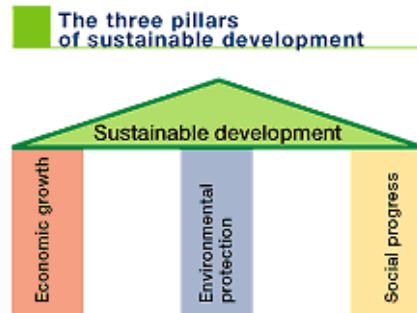 The three pillars
of sustainable development
Sustainable development
Economic growth
Environmental
protection
Social progress